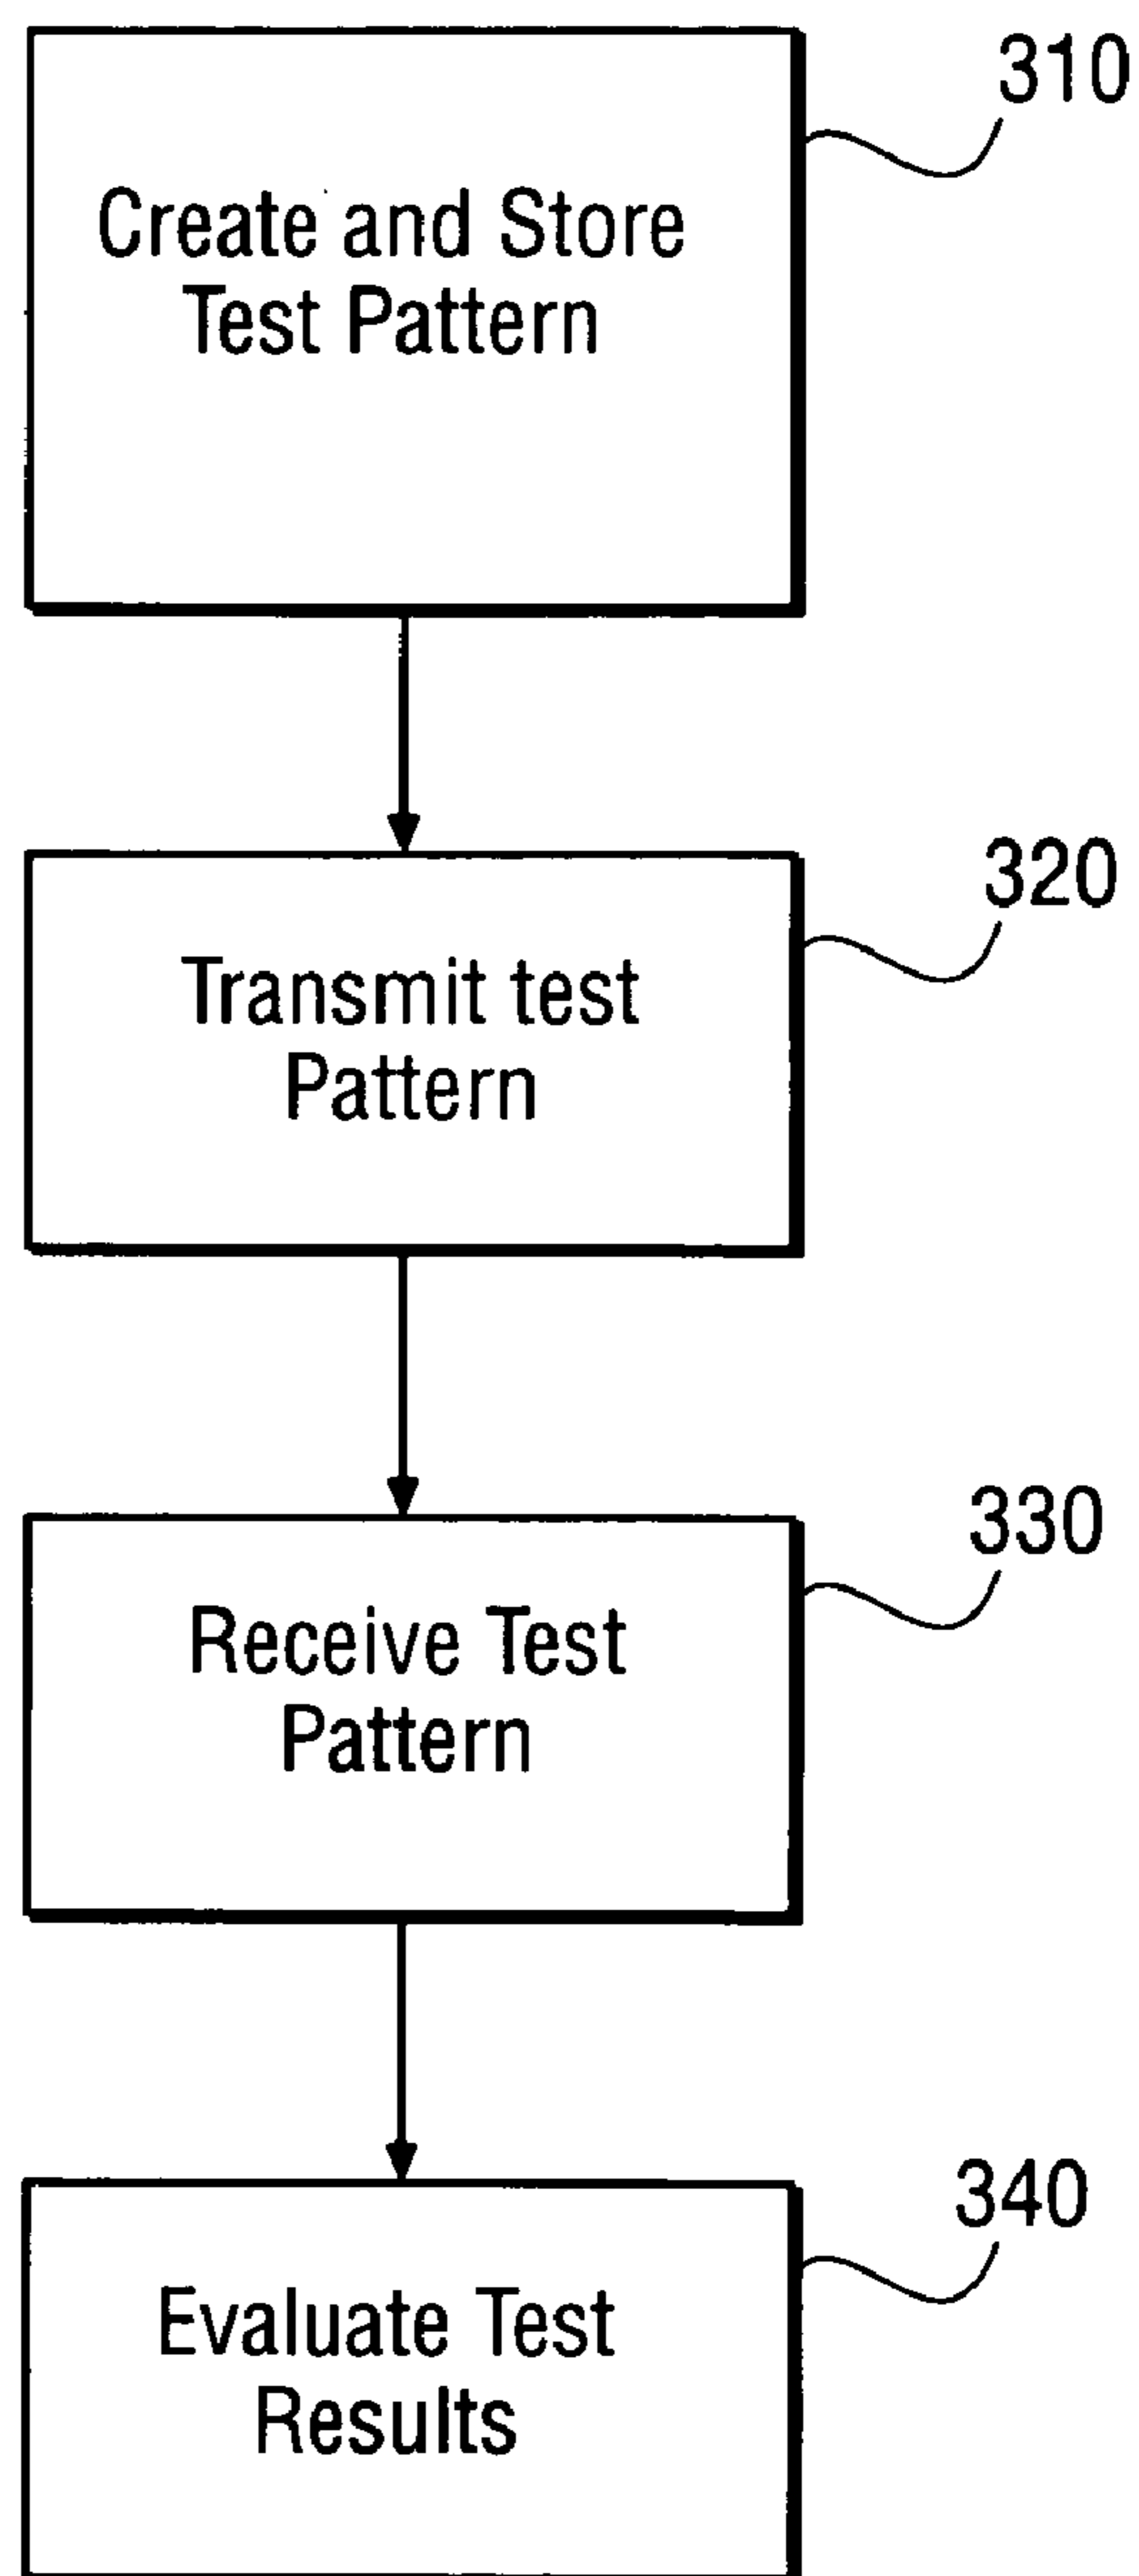 310
Create and Store
Test Pattern
320
Transmit test
Pattern
330
Receive Test
Pattern
340
Evaluate Test
Results